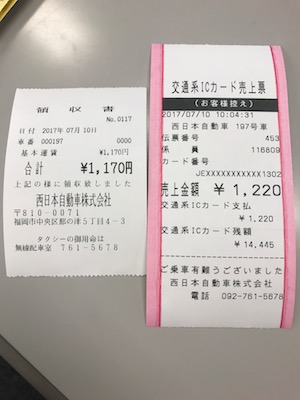 領収書
No.0117
日付 2017年 07月 10日
車番 000197 0000
基本運賃 ¥1,170円
合計 ¥1,170円
上記の様に領収致しました
西日本自動車株式会社
〒810-0071
福岡市中央区那の津5丁目4-3
タクシーの御用命は
無線配車室 761-5678
交通系ICカード売上票
(お客様控え)
2017/07/10 10:04:31
西日本自動車 197号車
伝票番号 453
係員 116809
カード番号
JEXXXXXXXXXXX1302
売上金額 ¥1,220
交通系ICカード支払
¥1,220
交通系ICカード残額
¥14,445
ご乗車有難うございました
西日本自動車株式会社
電話 092-761-5678